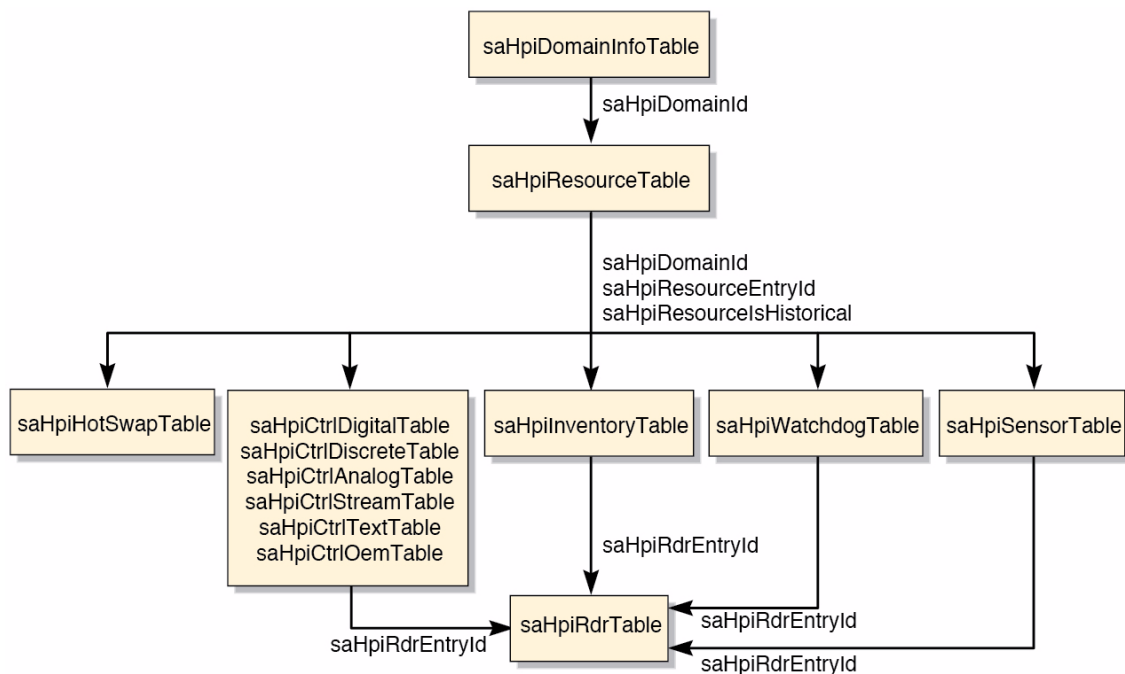 saHpiDomainInfoTable
saHpiDomainId
saHpiResourceTable
saHpiDomainId
saHpiResourceEntryId
saHpiResourceIsHistorical
saHpiHotSwapTable
saHpiCtrlDigitalTable
saHpiCtrlDiscreteTable
saHpiCtrlAnalogTable
saHpiCtrlStreamTable
saHpiCtrlTextTable
saHpiCtrlOemTable
saHpiInventoryTable
saHpiWatchdogTable
saHpiSensorTable
saHpiRdrEntryId
saHpiRdrEntryId
saHpiRdrTable
saHpiRdrEntryId
saHpiRdrEntryId